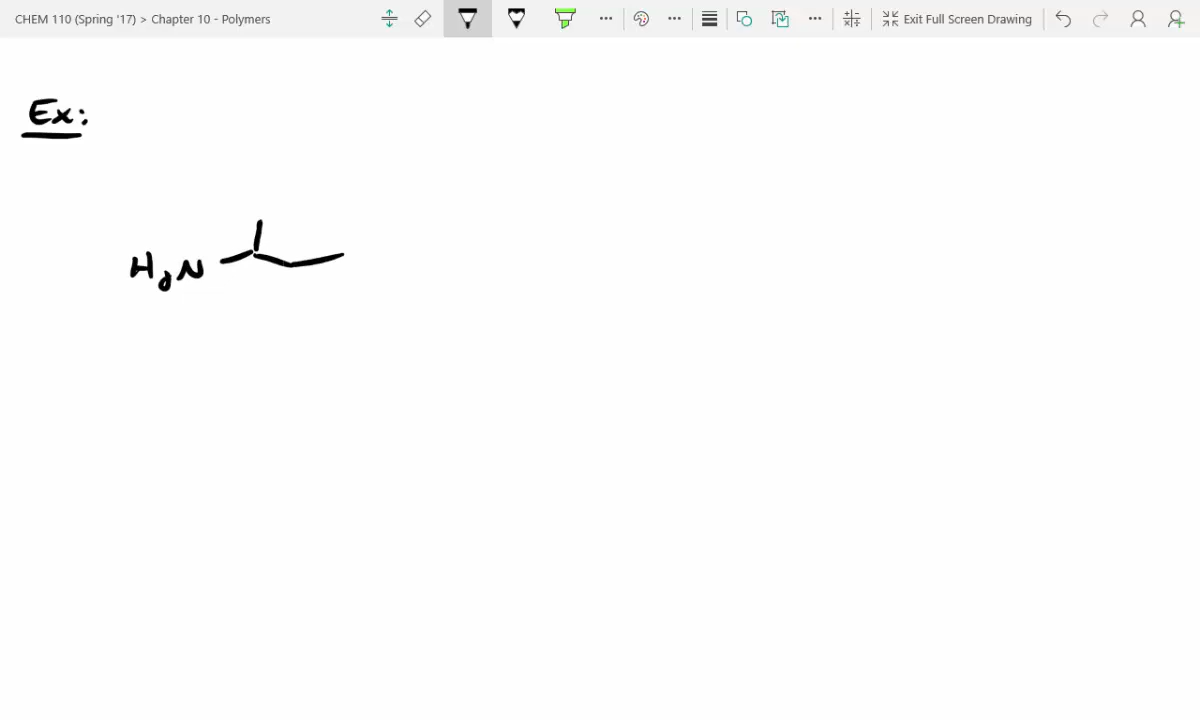 CHEM 110 (Spring '17) > Chapter 10 - Polymers
Exit Full Screen Drawing
Ex:
H₂N